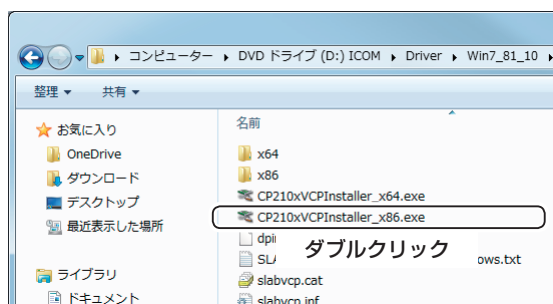 コンピューター ▸ DVD ドライブ (D:) ICOM ▸ Driver ▸ Win7_81_10 ▸
整理 ▼ 共有 ▼
お気に入り
OneDrive
ダウンロード
デスクトップ
最近表示した場所
ライブラリ
ドキュメント
名前
x64
x86
CP210xVCPInstaller_x64.exe
CP210xVCPInstaller_x86.exe
ダブルクリック
slabvcp.cat
slabvcp.inf